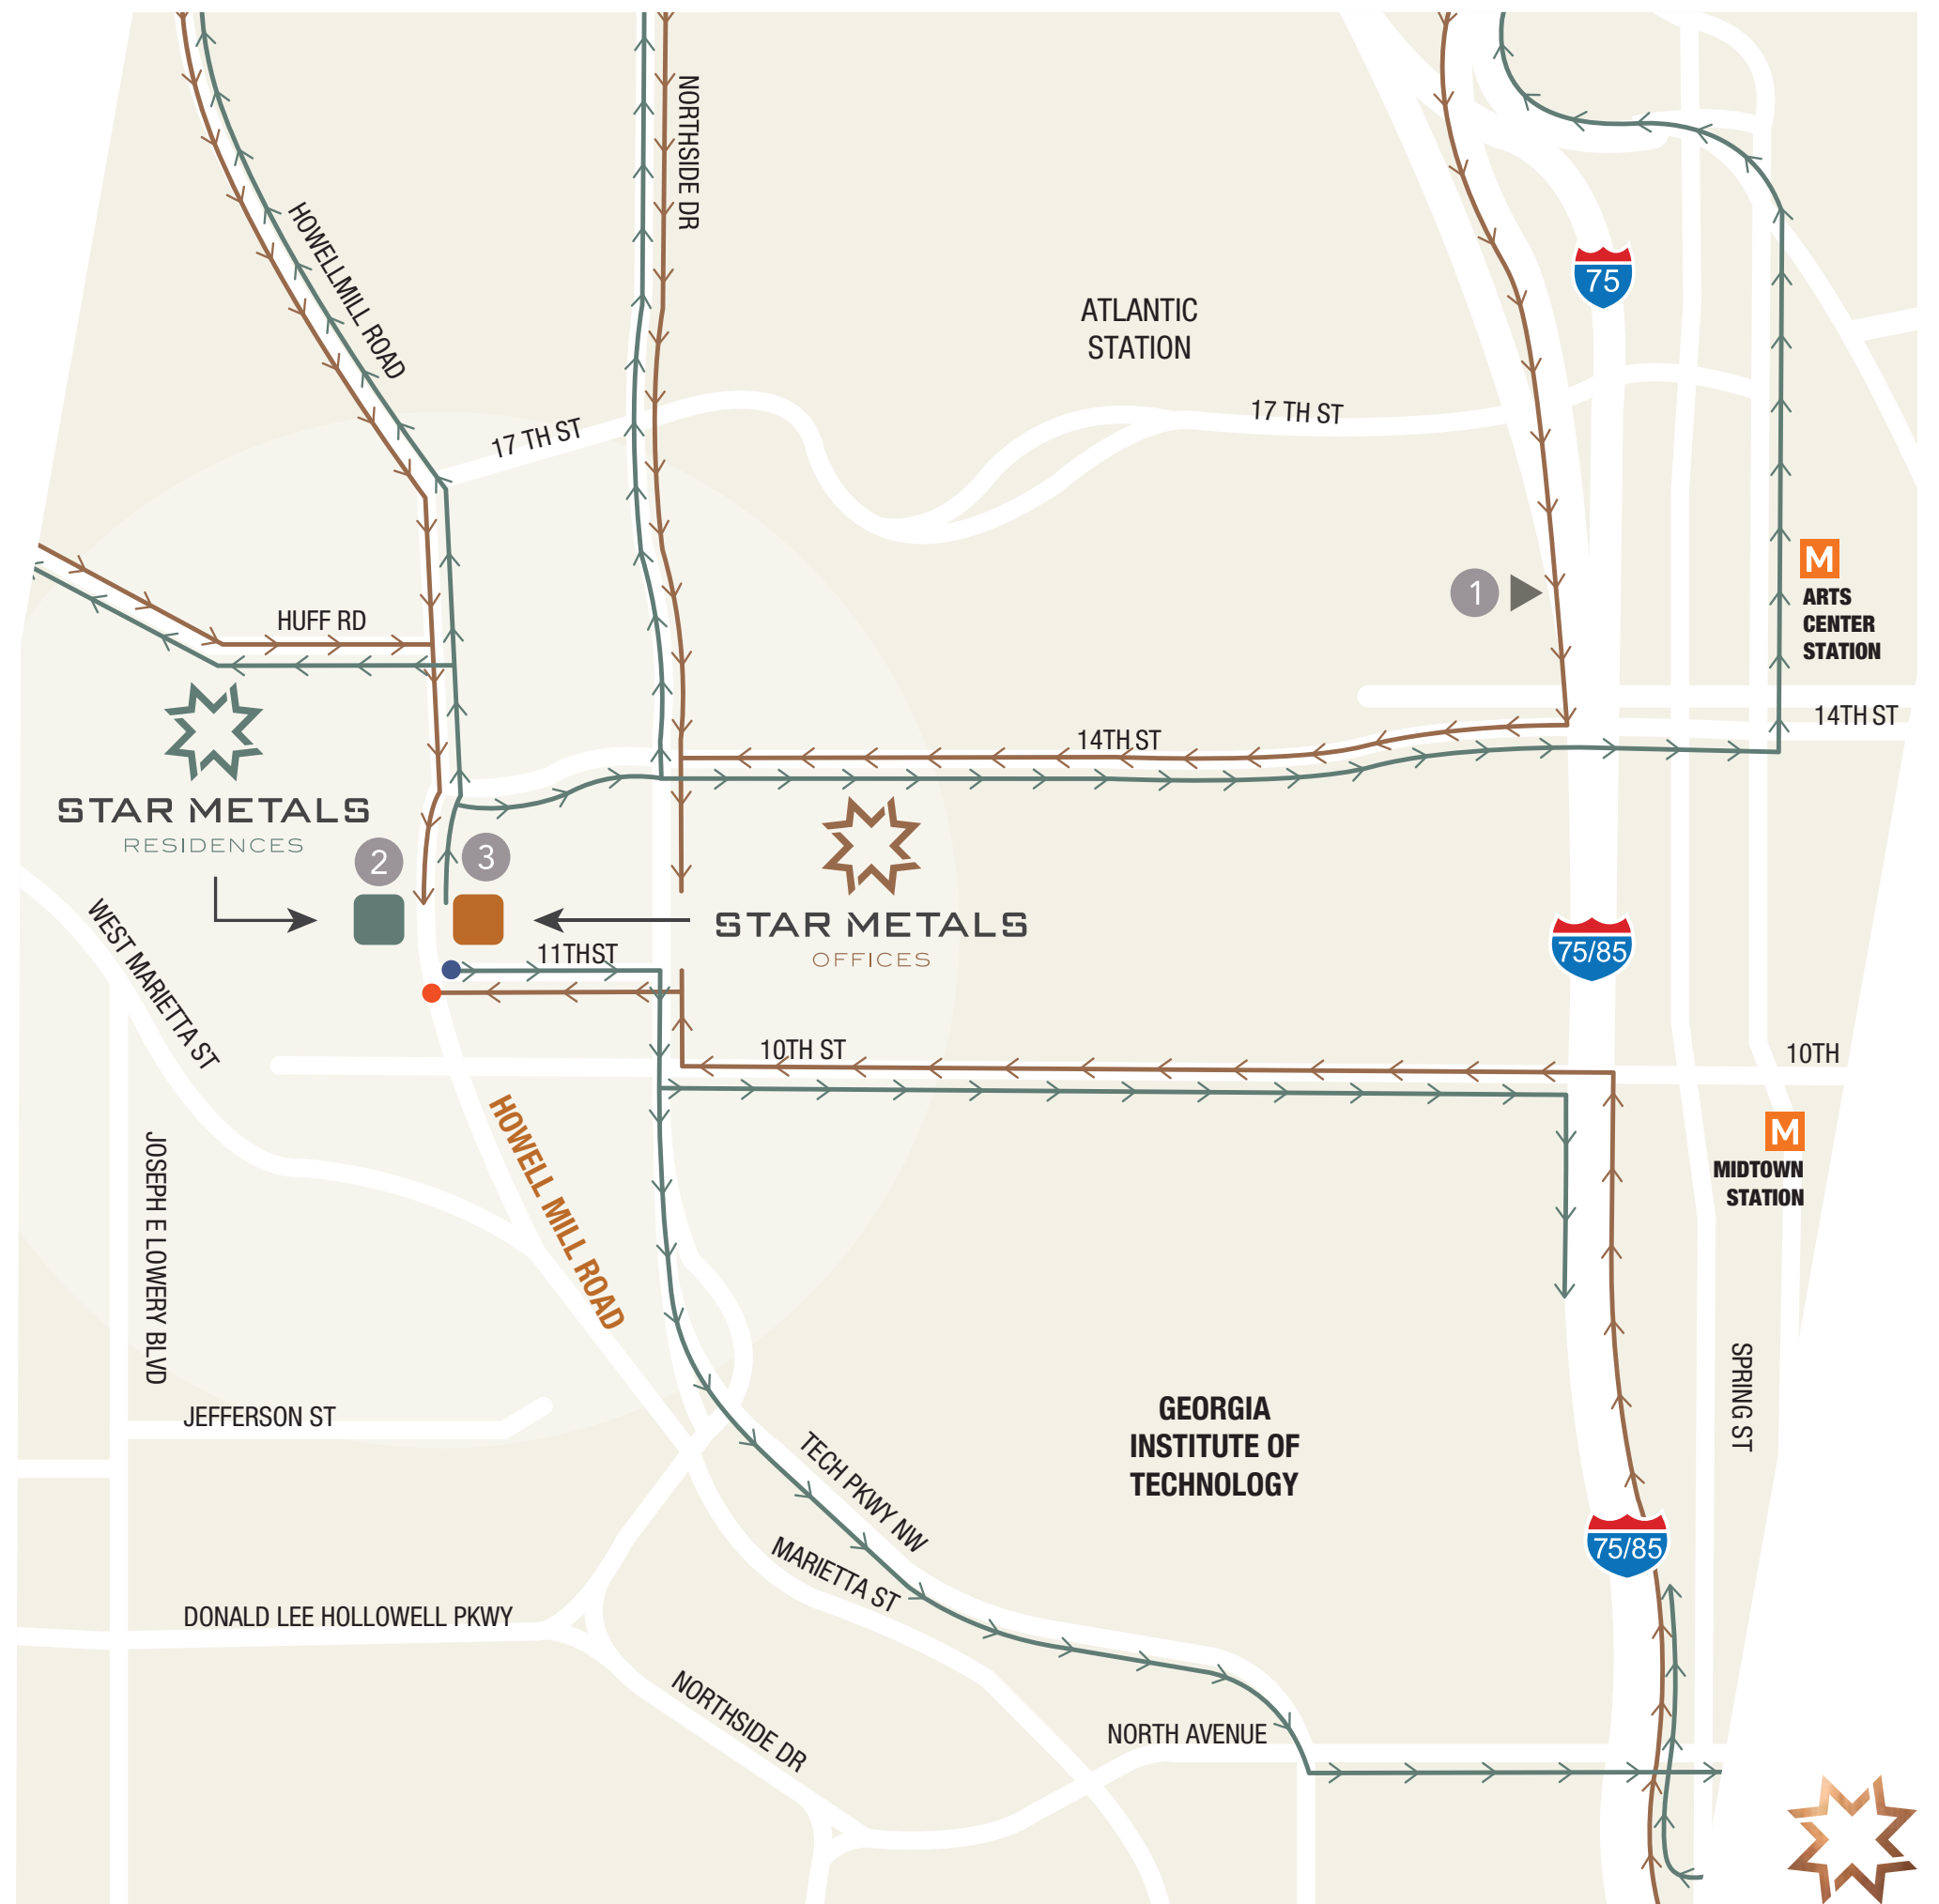 NORTHSIDE DR
HOWELLMILL ROAD
75
ATLANTIC
STATION
17 TH ST
17 TH ST
M
ARTS
CENTER
STATION
1
HUFF RD
14TH ST
14TH ST
STAR METALS
RESIDENCES
2
3
STAR METALS
OFFICES
WEST MARIETTA ST
11THST
75/85
10TH ST
10TH
M
MIDTOWN
STATION
HOWELL MILL ROAD
JOSEPH E LOWERY BLVD
JEFFERSON ST
GEORGIA
INSTITUTE OF
TECHNOLOGY
SPRING ST
TECH PKWY NW
MARIETTA ST
75/85
DONALD LEE HOLLOWELL PKWY
NORTHSIDE DR
NORTH AVENUE